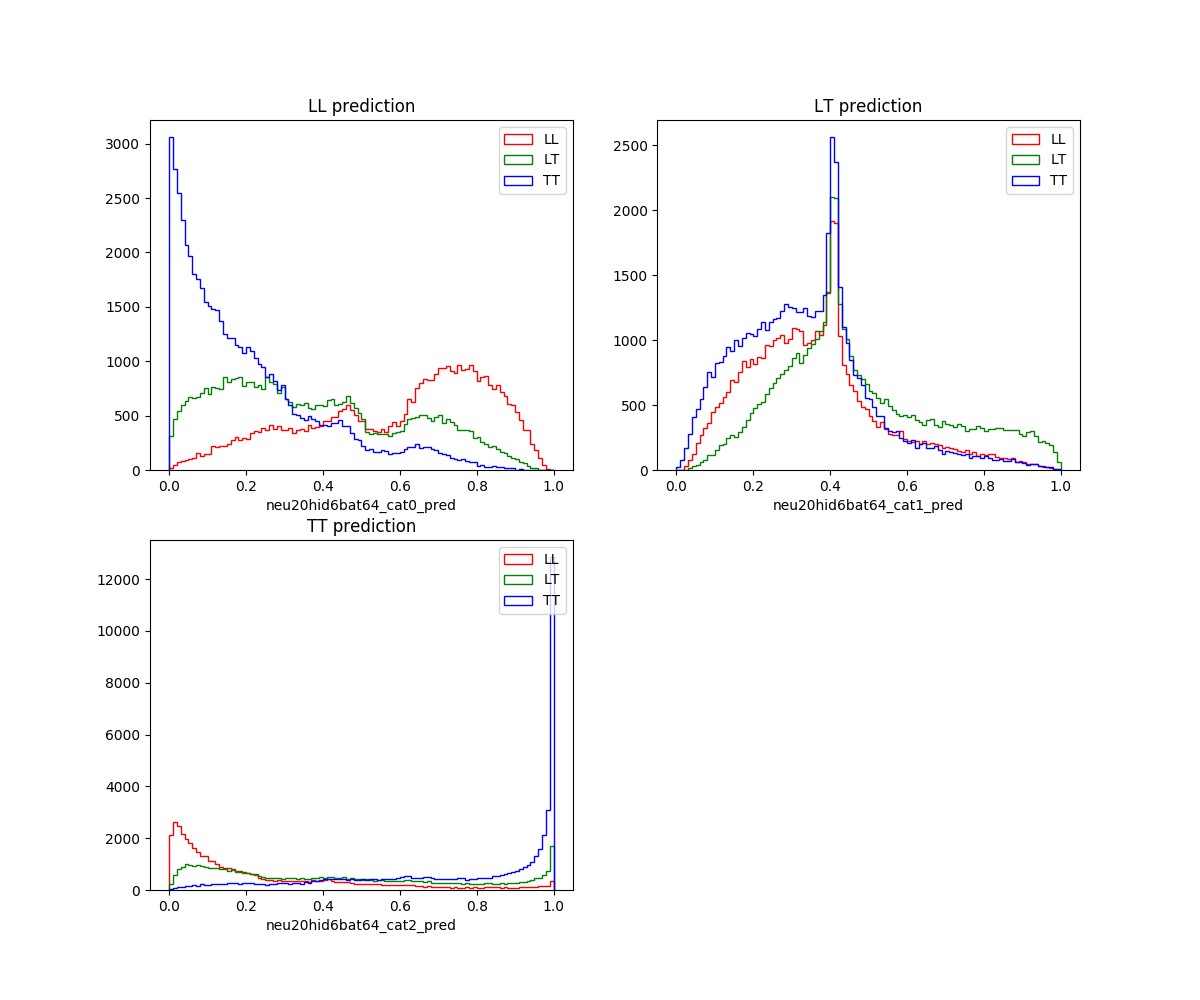 LL prediction
3000
2500
2000
1500
1000
500
0
0.0 0.2 0.4 0.6 0.8 1.0
neu20hid6bat64_cat0_pred
LL
LT
TT
LT prediction
2500
2000
1500
1000
500
0
0.0 0.2 0.4 0.6 0.8 1.0
neu20hid6bat64_cat1_pred
LL
LT
TT
TT prediction
12000
10000
8000
6000
4000
2000
0
0.0 0.2 0.4 0.6 0.8 1.0
neu20hid6bat64_cat2_pred
LL
LT
TT